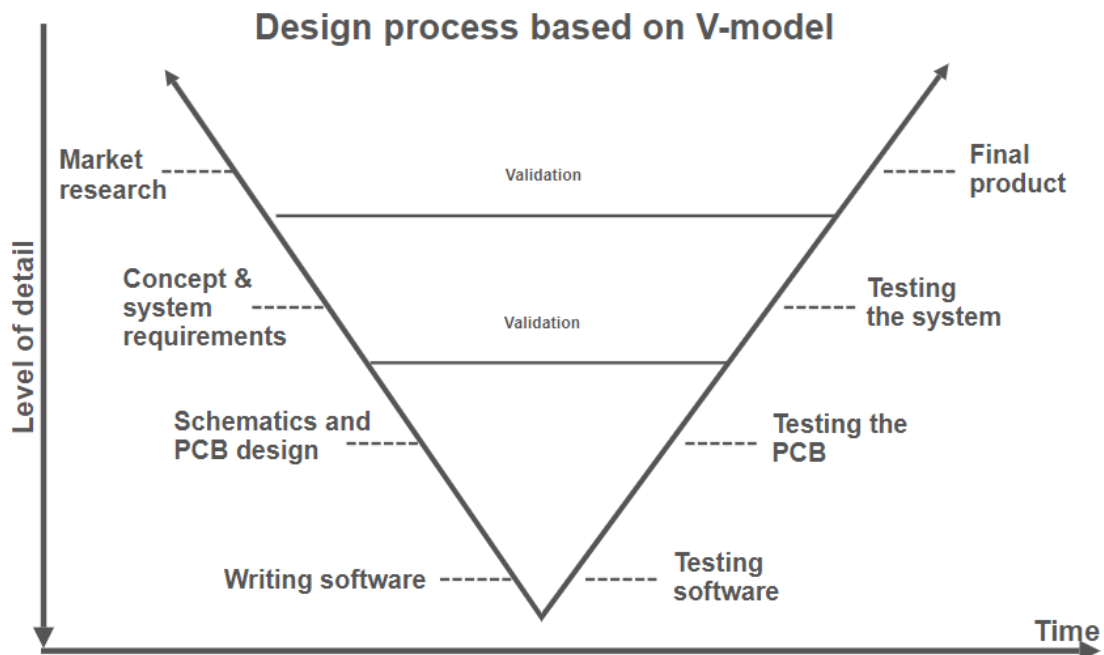 Design process based on V-model
Market
research
Validation
Final
product
Level of detail
Concept &
system
requirements
Validation
Testing
the system
Schematics and
PCB design
Testing the
PCB
Writing software
Testing
software
Time